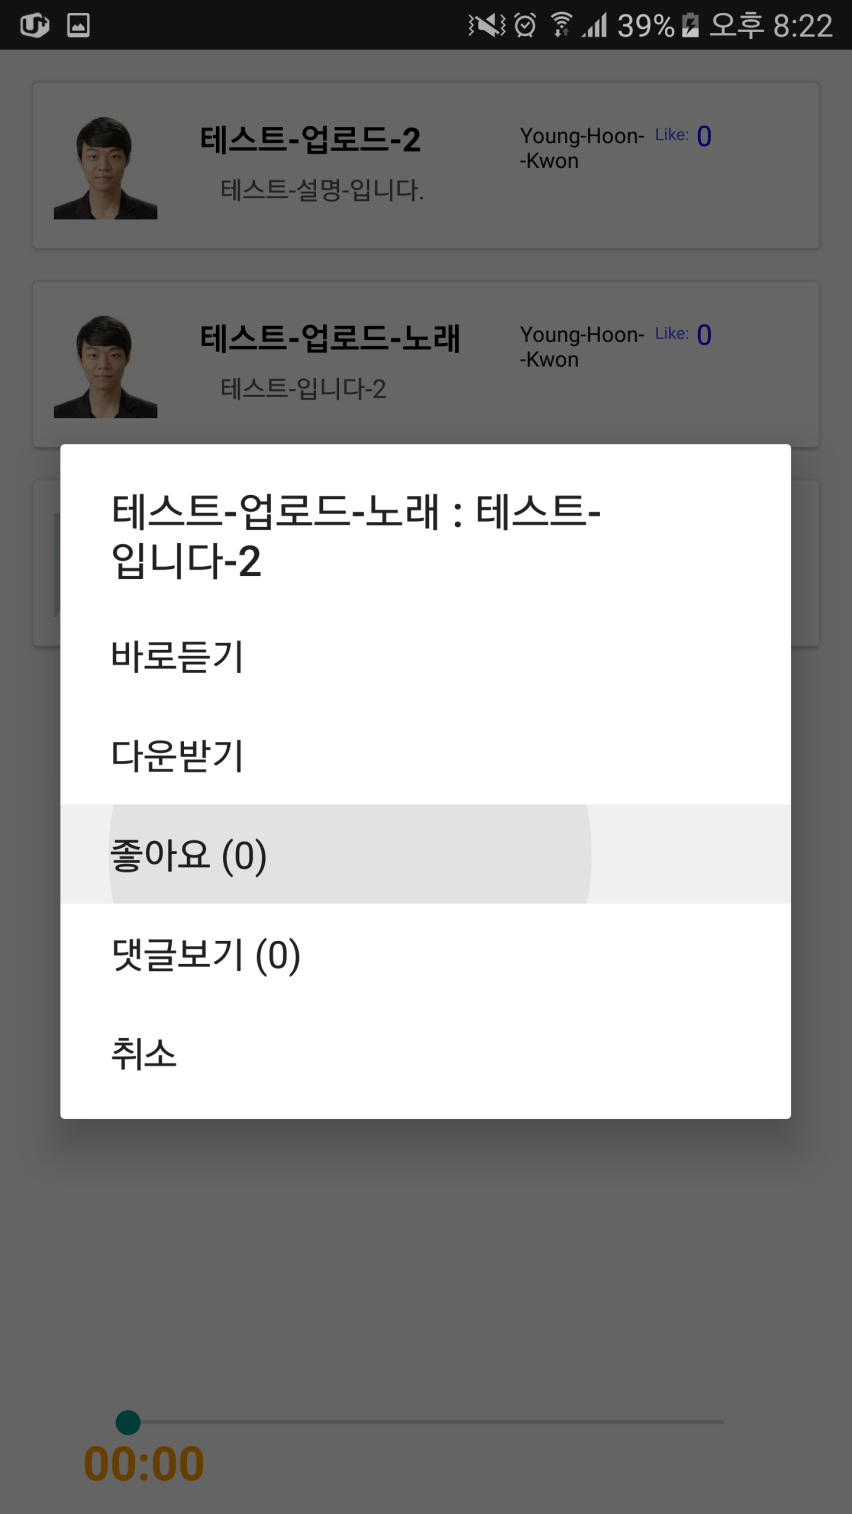 39% 오후 8:22
테스트-업로드-2
Young-Hoon-
-Kwon
Like: 0
테스트-설명-입니다.
테스트-업로드-노래
Young-Hoon-
-Kwon
Like: 0
테스트-입니다-2
테스트-업로드-노래 : 테스트-
입니다-2
바로듣기
다운받기
좋아요 (0)
댓글보기 (0)
취소
00:00